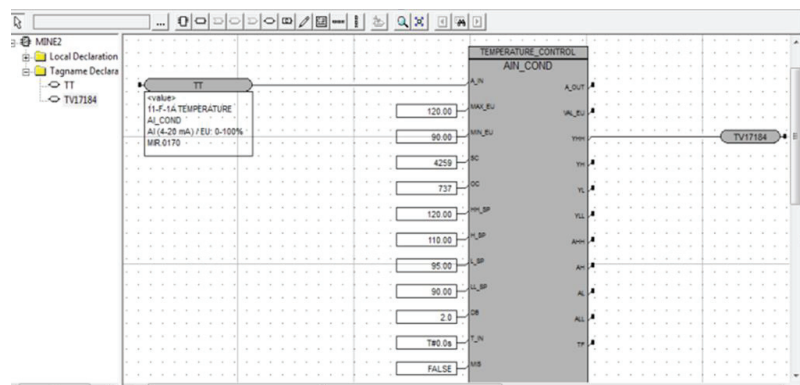 ...
MINE2
Local Declaration
Tagname Declara
TT
TV17184
TT
<value>
11-F-1A TEMPERATURE
AI_COND
AI (4-20 mA) / EU: 0-100%
MIR.0170
TEMPERATURE_CONTROL
AIN_COND
A_IN
A_OUT
120.00
MAX_EU
VAL_EU
90.00
MIN_EU
YHH
TV17184
4259
SC
YH
737
OC
YL
120.00
HH_SP
YLL
110.00
H_SP
AHH
95.00
L_SP
AH
90.00
LL_SP
AL
2.0
DB
ALL
T#0.0s
T_IN
TF
FALSE
MIS